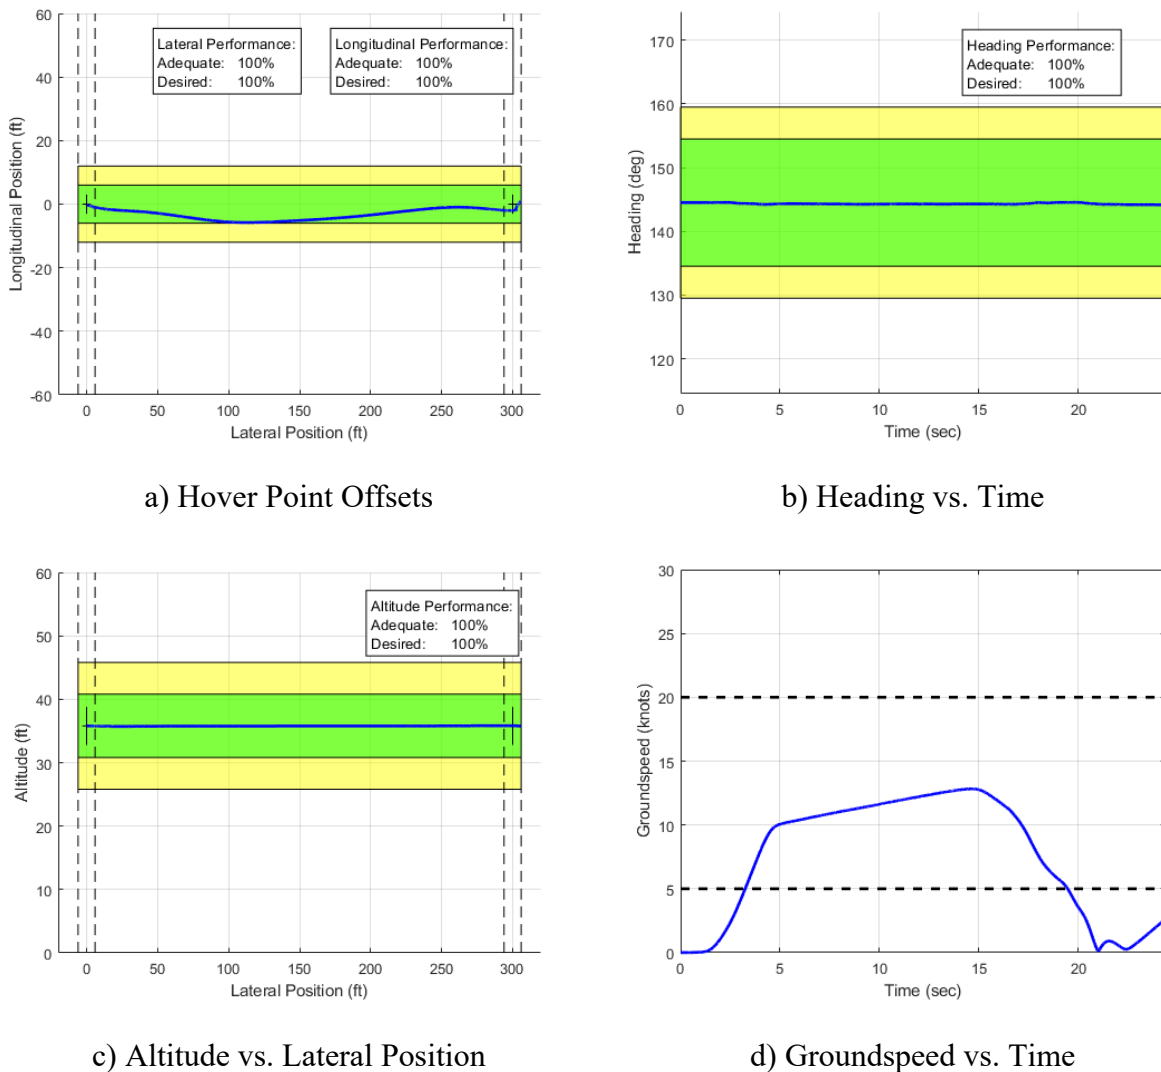 60
40
20
0
-20
-40
-60
Longitudinal Position (ft)
Lateral Performance:
Adequate: 100%
Desired: 100%
Longitudinal Performance:
Adequate: 100%
Desired: 100%
0 50 100 150 200 250 300
Lateral Position (ft)
a) Hover Point Offsets
170
160
150
140
130
120
Heading (deg)
Heading Performance:
Adequate: 100%
Desired: 100%
0 5 10 15 20
Time (sec)
b) Heading vs. Time
60
50
40
30
20
10
0
Altitude (ft)
Altitude Performance:
Adequate: 100%
Desired: 100%
0 50 100 150 200 250 300
Lateral Position (ft)
c) Altitude vs. Lateral Position
30
25
20
15
10
5
0
Groundspeed (knots)
0 5 10 15 20
Time (sec)
d) Groundspeed vs. Time